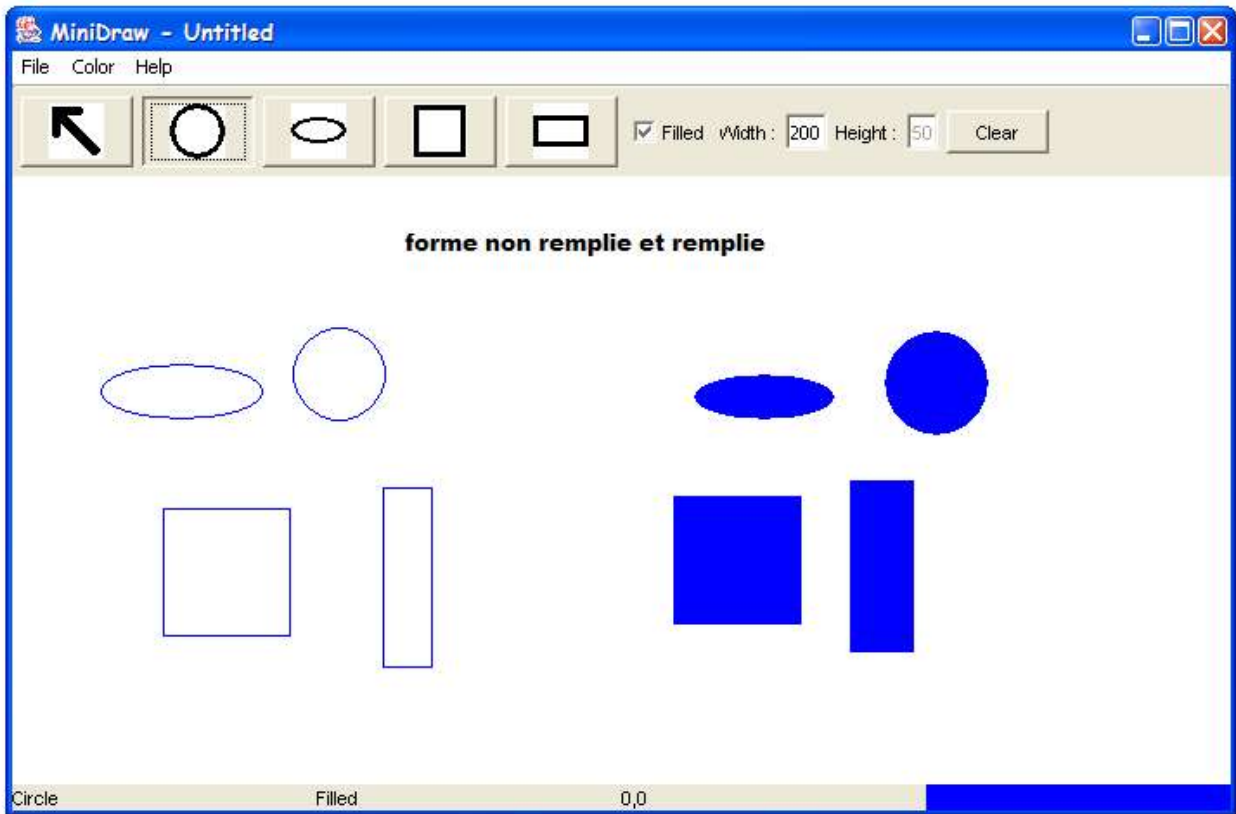 MiniDraw - Untitled
File Color Help
Filled Width : 200 Height : 50 Clear
forme non remplie et remplie
Circle Filled 0,0